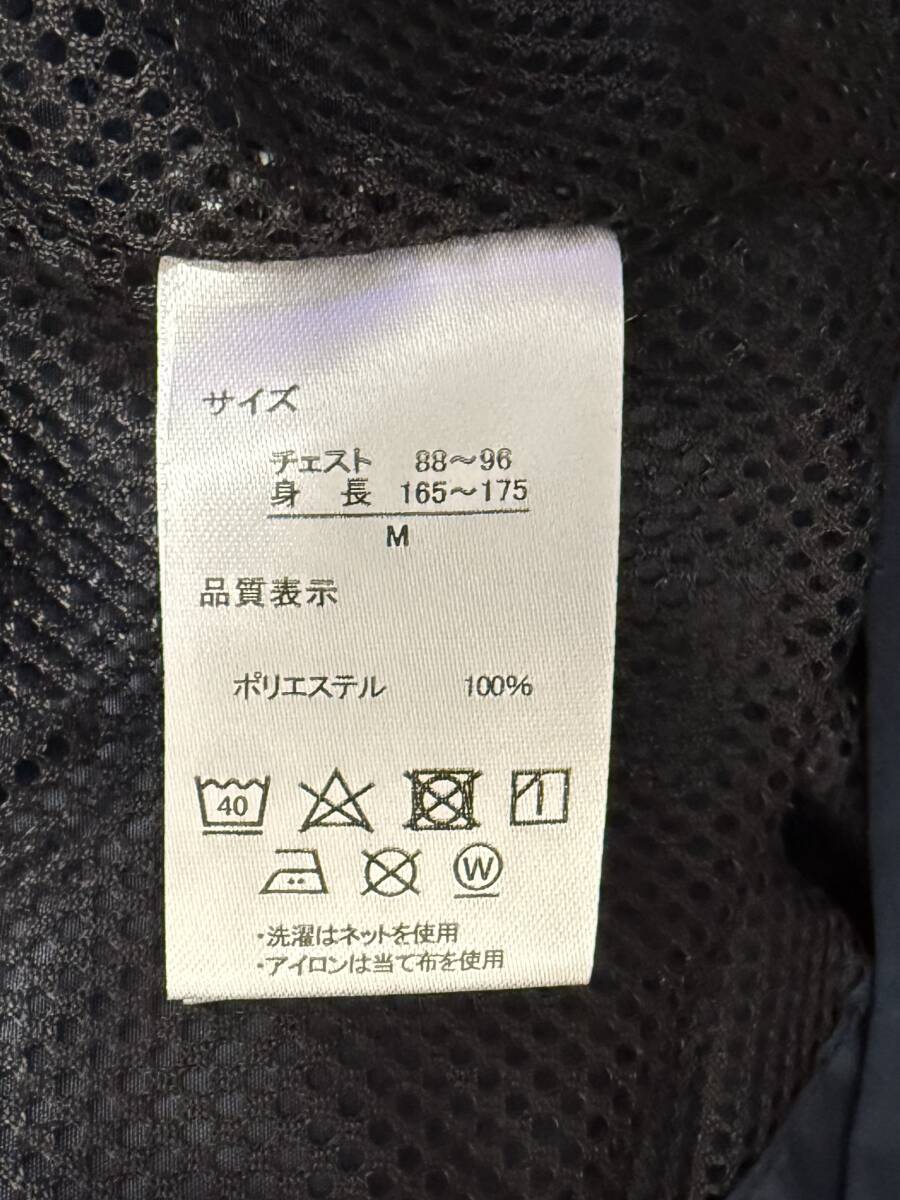 サイズ
チェスト 88～96
身長 165～175
M
品質表示
ポリエステル 100%
40
W
・洗濯はネットを使用
・アイロンは当て布を使用